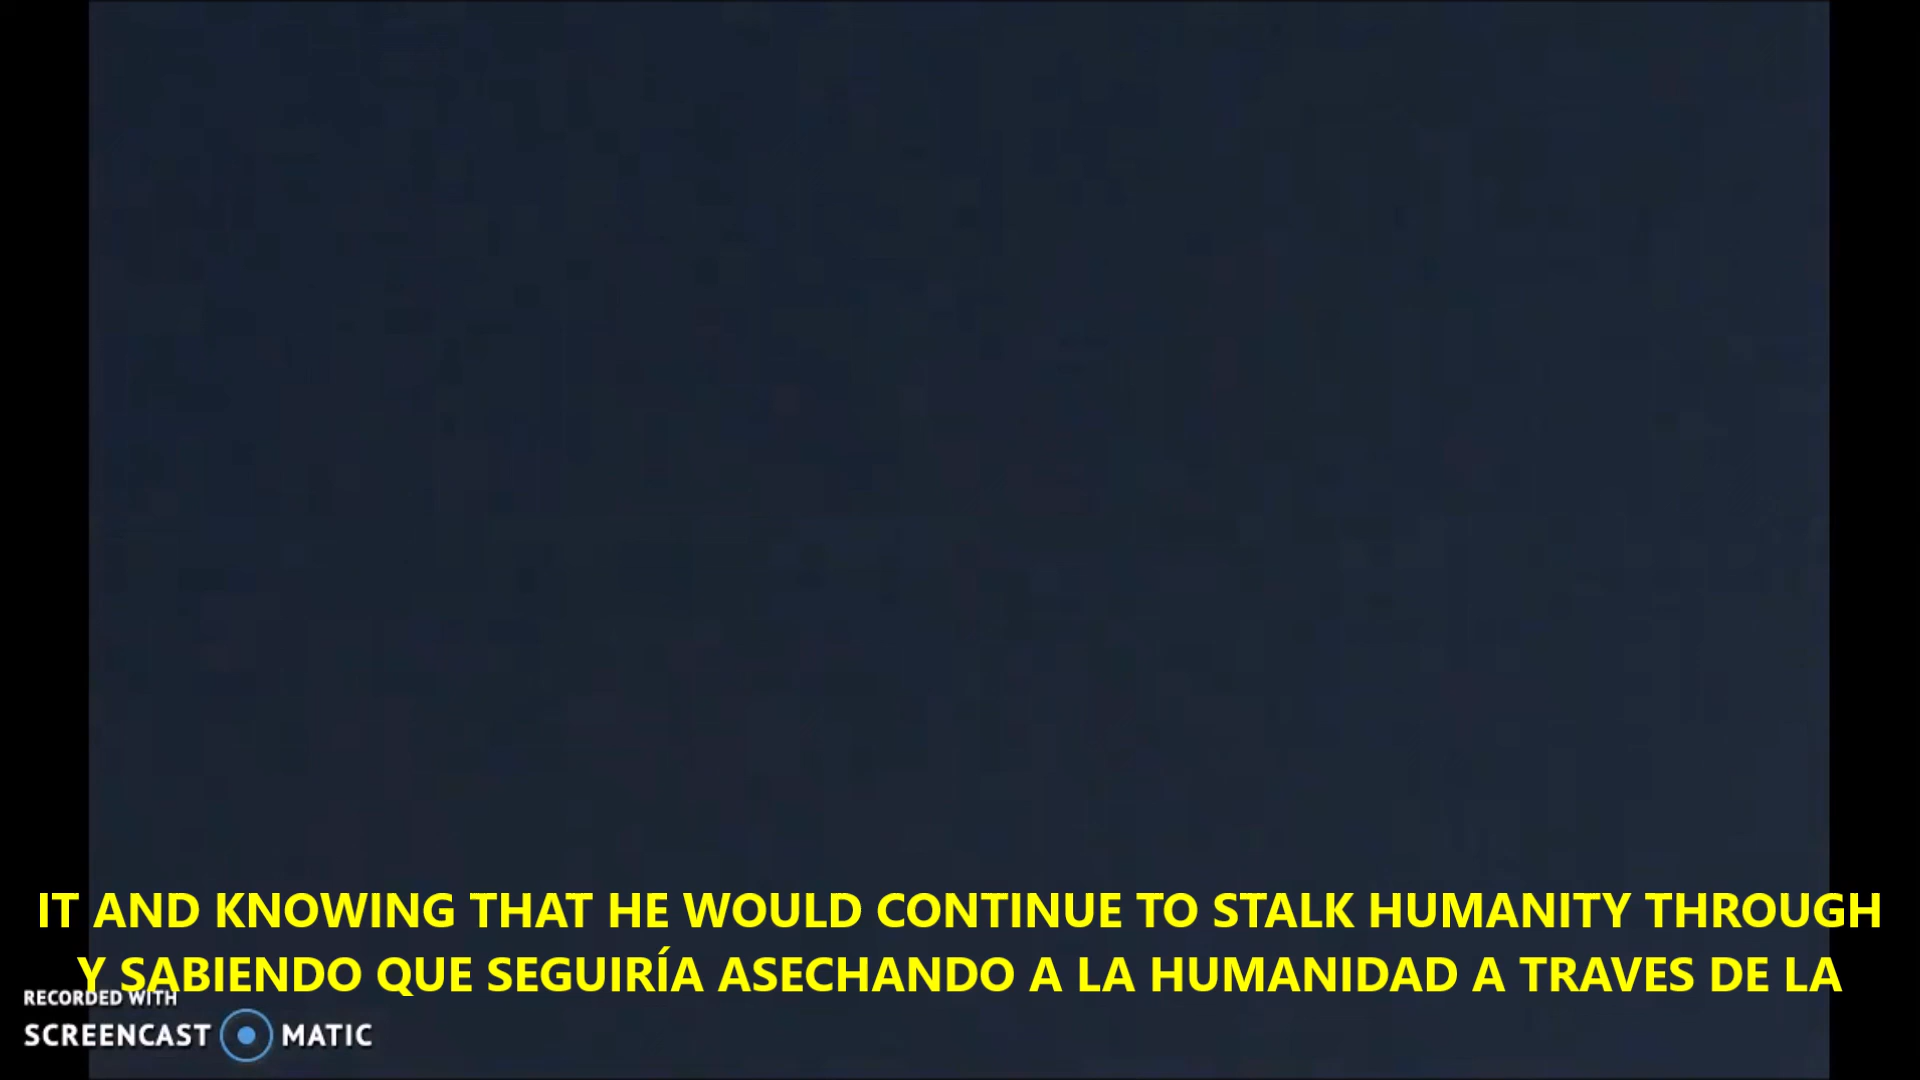 IT AND KNOWING THAT HE WOULD CONTINUE TO STALK HUMANITY THROUGH
Y SABIENDO QUE SEGUIRÍA ASECHANDO A LA HUMANIDAD A TRAVES DE LA
RECORDED WITH
SCREENCAST MATIC